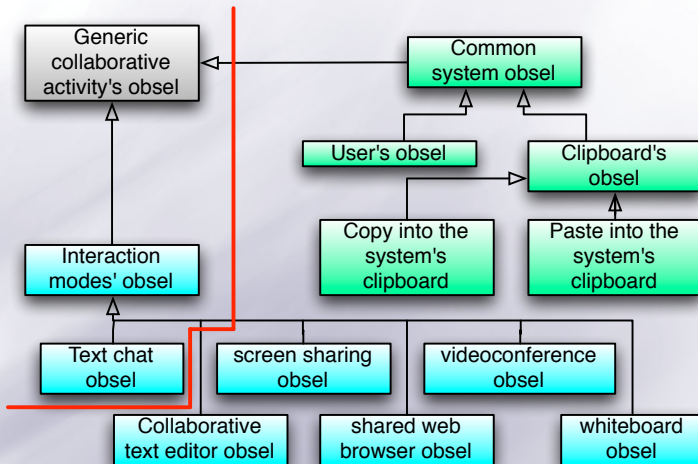 Generic
collaborative
activity's obsel
Common
system obsel
User's obsel
Clipboard's
obsel
Copy into the
system's
clipboard
Paste into the
system's
clipboard
Interaction
modes' obsel
Text chat
obsel
screen sharing
obsel
videoconference
obsel
Collaborative
text editor obsel
shared web
browser obsel
whiteboard
obsel